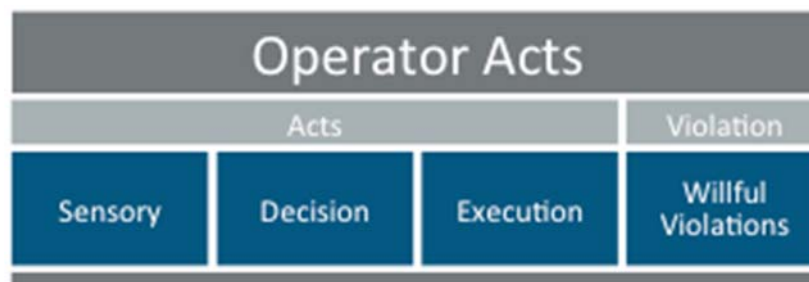 Operator Acts
Acts
Violation
Sensory
Decision
Execution
Willful
Violations